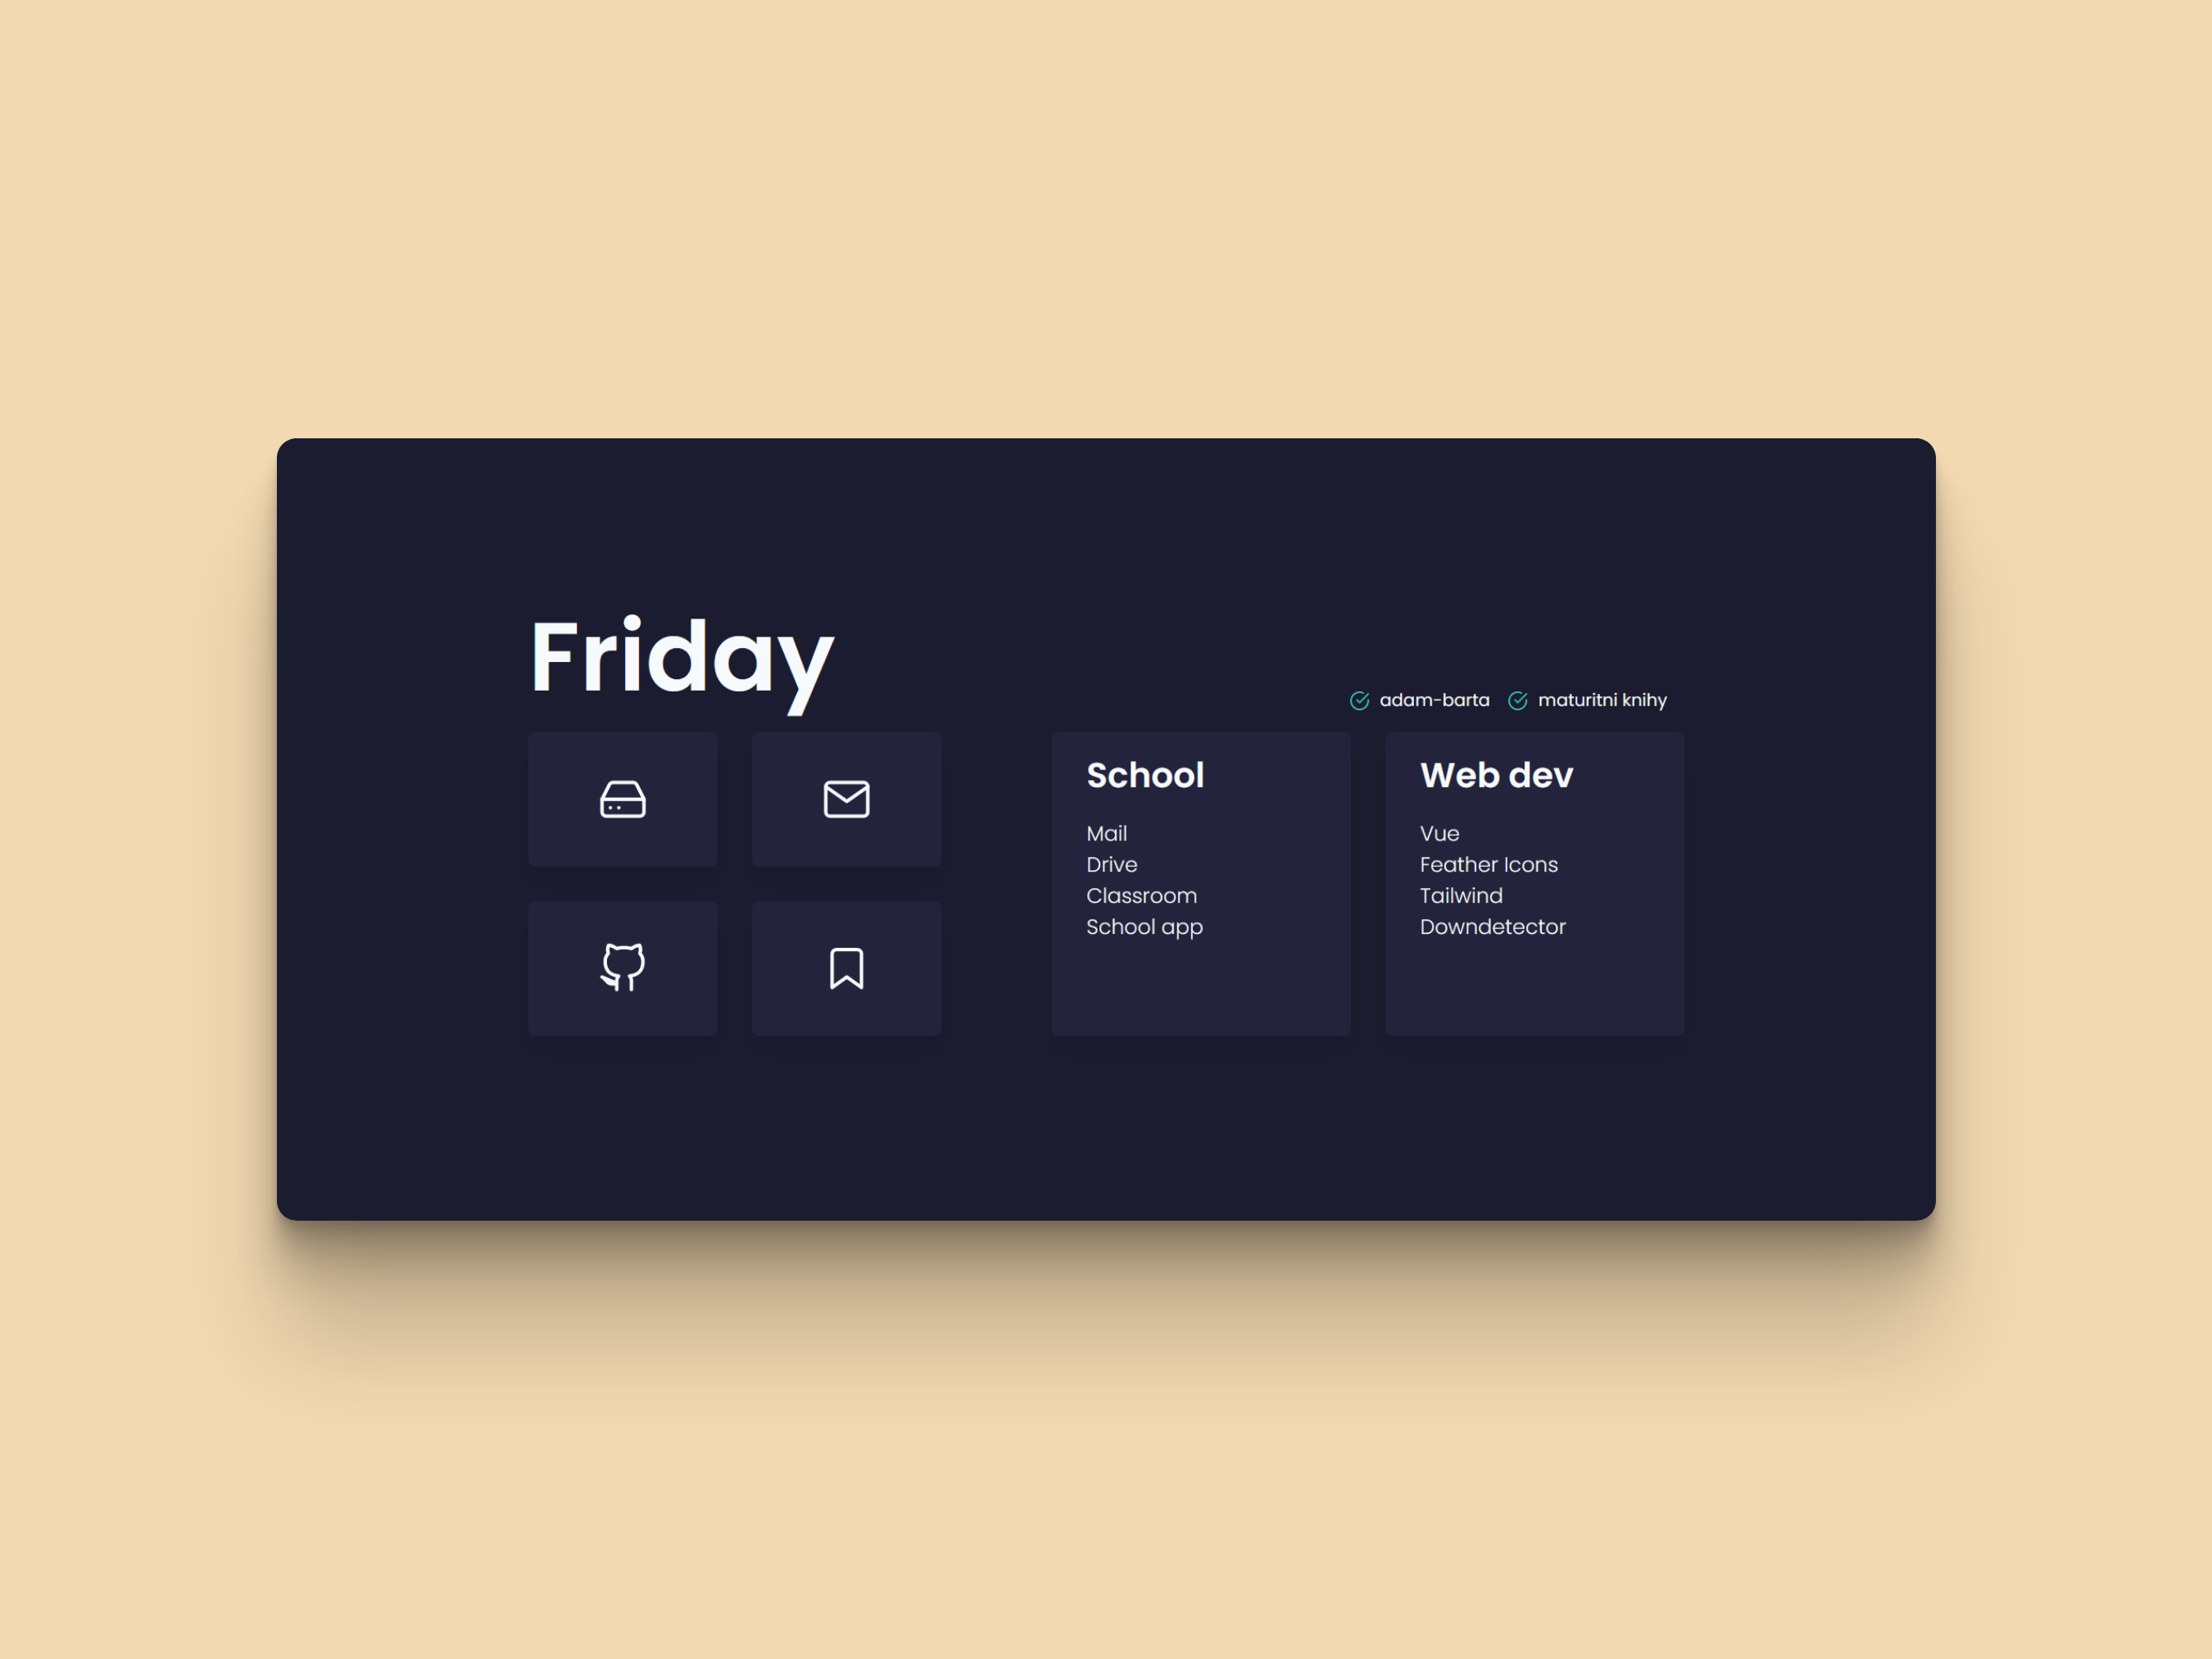 Friday
adam-barta maturitni knihy
School
Mail
Drive
Classroom
School app
Web dev
Vue
Feather Icons
Tailwind
Downdetector